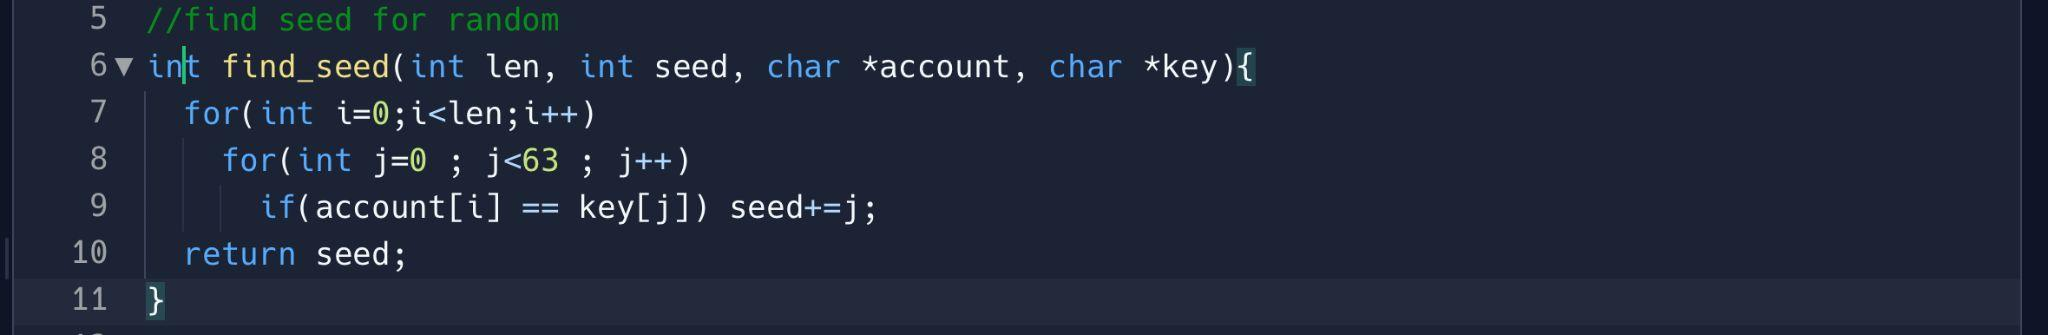 5 //find seed for random
6 ▼ int find_seed(int len, int seed, char *account, char *key){
7 for(int i=0;i<len;i++)
8 for(int j=0 ; j<63 ; j++)
9 if(account[i] == key[j]) seed+=j;
10 return seed;
11 }